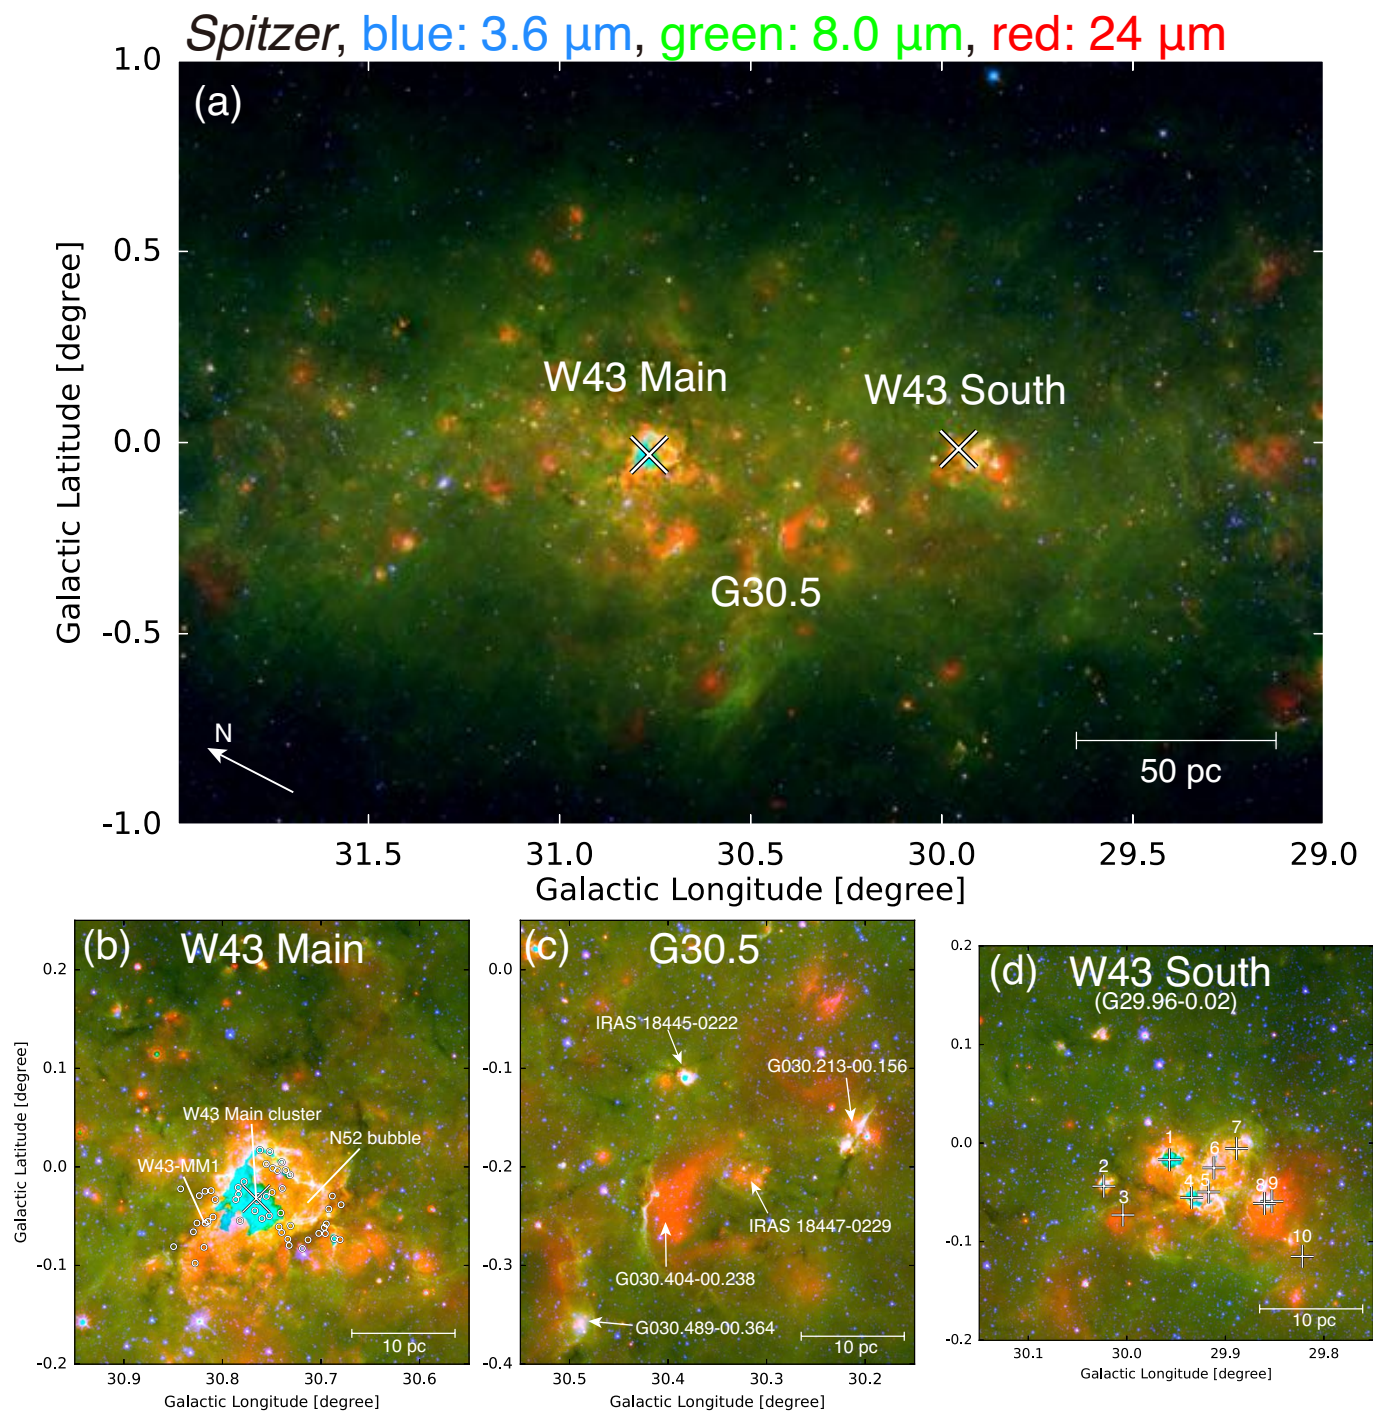 Spitzer, blue: 3.6 μm, green: 8.0 μm, red: 24 μm
(a)
1.0
0.5
0.0
-0.5
-1.0
Galactic Latitude [degree]
W43 Main
W43 South
G30.5
N
50 pc
31.5 31.0 30.5 30.0 29.5 29.0
Galactic Longitude [degree]
(b) W43 Main
0.2
0.1
0.0
-0.1
-0.2
Galactic Latitude [degree]
W43 Main cluster
N52 bubble
W43-MM1
10 pc
30.9 30.8 30.7 30.6
Galactic Longitude [degree]
(c) G30.5
0.0
-0.1
-0.2
-0.3
-0.4
IRAS 18445-0222
G030.213-00.156
IRAS 18447-0229
G030.404-00.238
G030.489-00.364
10 pc
30.5 30.4 30.3 30.2
Galactic Longitude [degree]
(d) W43 South
(G29.96-0.02)
0.2
0.1
0.0
-0.1
-0.2
1
2
3
4
5
6
7
8
9
10
10 pc
30.1 30.0 29.9 29.8
Galactic Longitude [degree]